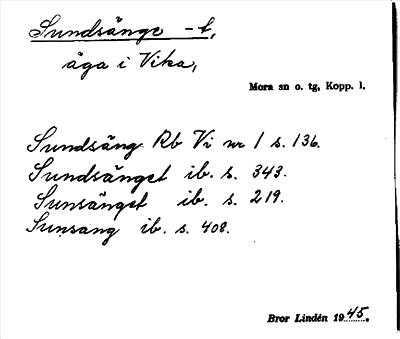 Sundsänge -t,
äga i Vika,
Mora sn o. tg, Kopp. l.
Sundsäng Rb Vi nr 1 s. 136.
Sundsänget ib. s. 343.
Sunsänget ib. s. 219.
Sunsang ib. s. 408.
Bror Lindén 1945.